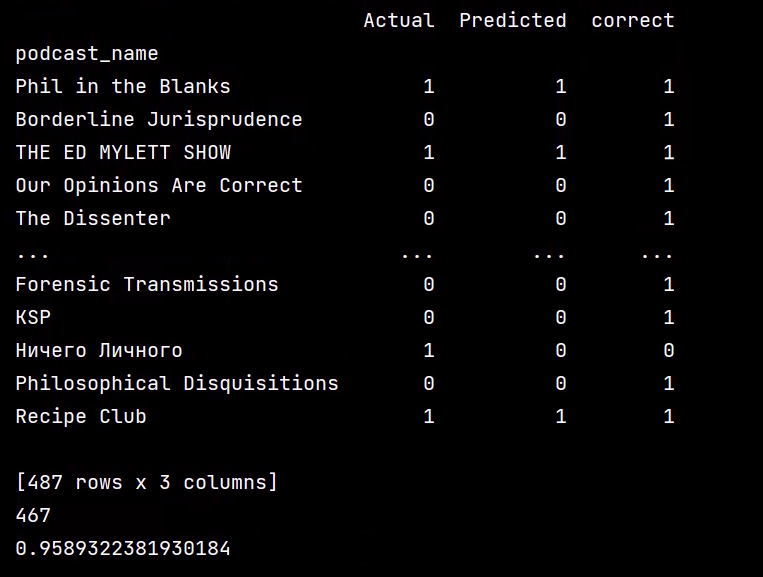 Actual Predicted correct
podcast_name
Phil in the Blanks 1 1 1
Borderline Jurisprudence 0 0 1
THE ED MYLETT SHOW 1 1 1
Our Opinions Are Correct 0 0 1
The Dissenter 0 0 1
... ... ... ...
Forensic Transmissions 0 0 1
KSP 0 0 1
Ничего Личного 1 0 0
Philosophical Disquisitions 0 0 1
Recipe Club 1 1 1
[487 rows x 3 columns]
467
0.9589322381930184